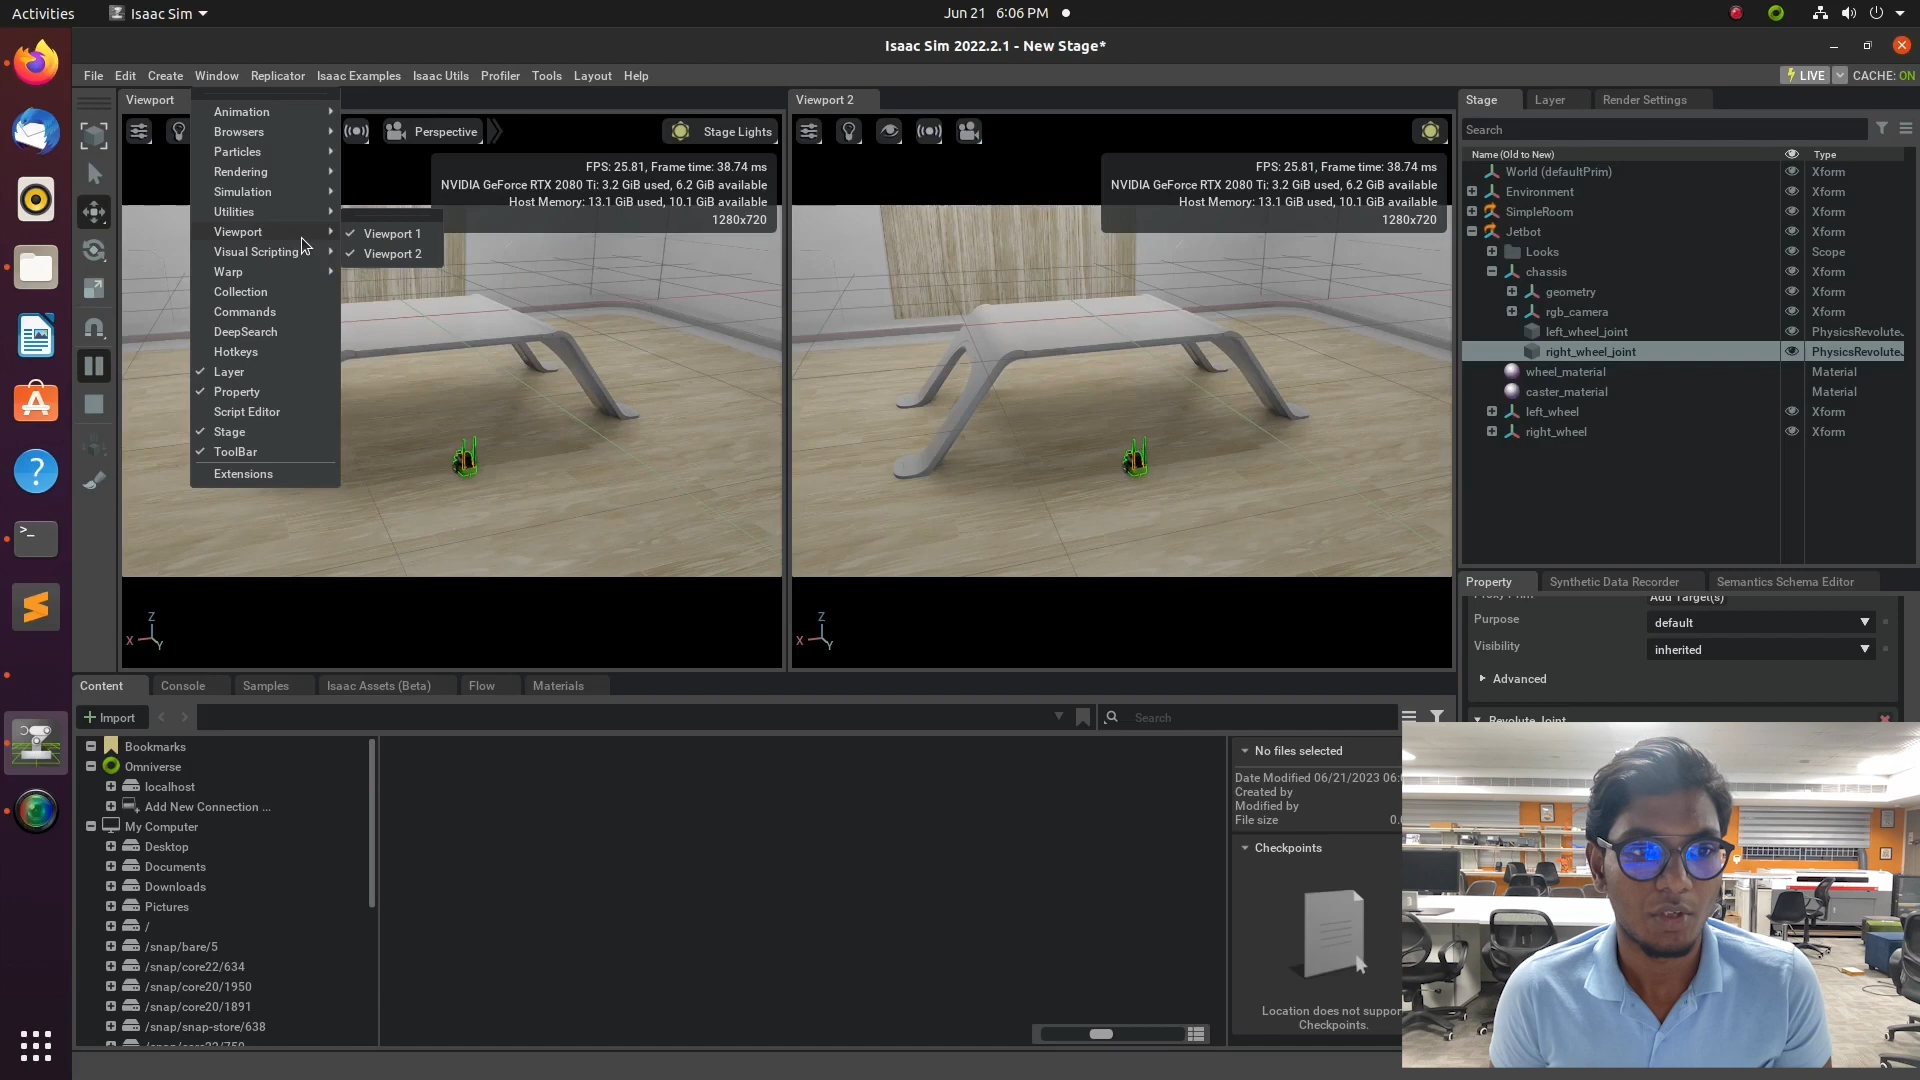 Activities
Isaac Sim
Jun 21 6:06 PM
Isaac Sim 2022.2.1 - New Stage*
File Edit Create Window Replicator Isaac Examples Isaac Utils Profiler Tools Layout Help
LIVE
CACHE: ON
Viewport
Animation
Browsers
Particles
Rendering
Simulation
Utilities
Viewport
Visual Scripting
Warp
Collection
Commands
DeepSearch
Hotkeys
Layer
Property
Script Editor
Stage
ToolBar
Extensions
Viewport 1
Viewport 2
Perspective
Stage Lights
FPS: 25.81, Frame time: 38.74 ms
NVIDIA GeForce RTX 2080 Ti: 3.2 GiB used, 6.2 GiB available
Host Memory: 13.1 GiB used, 10.1 GiB available
1280x720
Z
X
Y
Viewport 2
FPS: 25.81, Frame time: 38.74 ms
NVIDIA GeForce RTX 2080 Ti: 3.2 GiB used, 6.2 GiB available
Host Memory: 13.1 GiB used, 10.1 GiB available
1280x720
Z
X
Y
Stage Layer Render Settings
Search
Name (Old to New) Type
World (defaultPrim) Xform
Environment Xform
SimpleRoom Xform
Jetbot Xform
Looks Scope
chassis Xform
geometry Xform
rgb_camera Xform
left_wheel_joint PhysicsRevolute
right_wheel_joint PhysicsRevolute
wheel_material Material
caster_material Material
left_wheel Xform
right_wheel Xform
Property Synthetic Data Recorder Semantics Schema Editor
Add Target(s)
Purpose default
Visibility inherited
Advanced
Revolute Joint
Content Console Samples Isaac Assets (Beta) Flow Materials
Import
Search
Bookmarks
Omniverse
localhost
Add New Connection ...
My Computer
Desktop
Documents
Downloads
Pictures
/
/snap/bare/5
/snap/core22/634
/snap/core20/1950
/snap/core20/1891
/snap/snap-store/638
No files selected
Date Modified 06/21/2023 06:
Created by
Modified by
File size 0.
Checkpoints
Location does not suppor
Checkpoints.